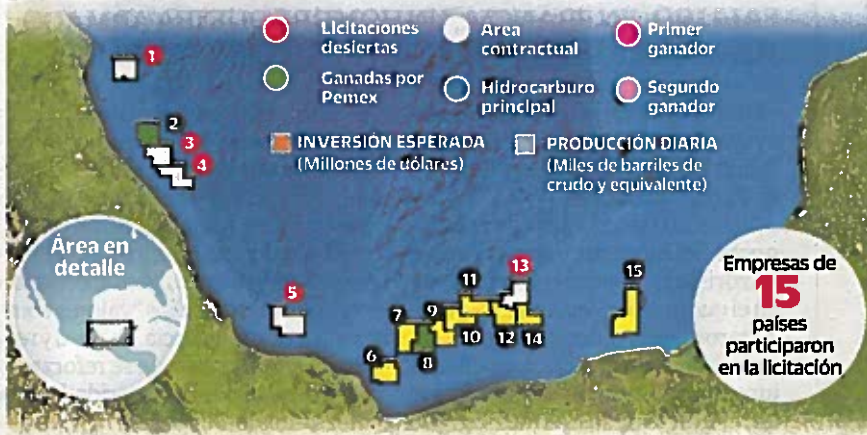 Licitaciones
desiertas
Area
contractual
Primer
ganador
Ganadas por
Pemex
Hidrocarburo
principal
Segundo
ganador
INVERSIÓN ESPERADA
(Millones de dólares)
PRODUCCIÓN DIARIA
(Miles de barriles de
crudo y equivalente)
1
2
3
4
Área en
detalle
5
6
7
8
9
10
11
12
13
14
15
Empresas de
15
países
participaron
en la licitación